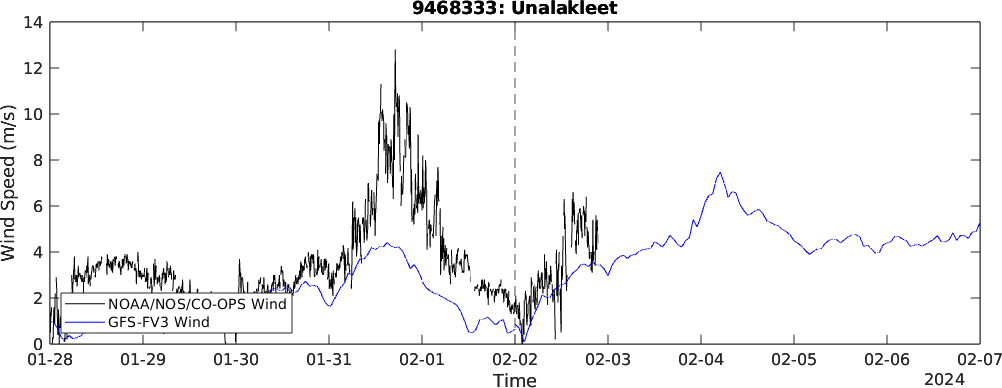 9468333: Unalakleet
Wind Speed (m/s)
14
12
10
8
6
4
2
0
NOAA/NOS/CO-OPS Wind
GFS-FV3 Wind
01-28 01-29 01-30 01-31 02-01 02-02 02-03 02-04 02-05 02-06 02-07
Time
2024